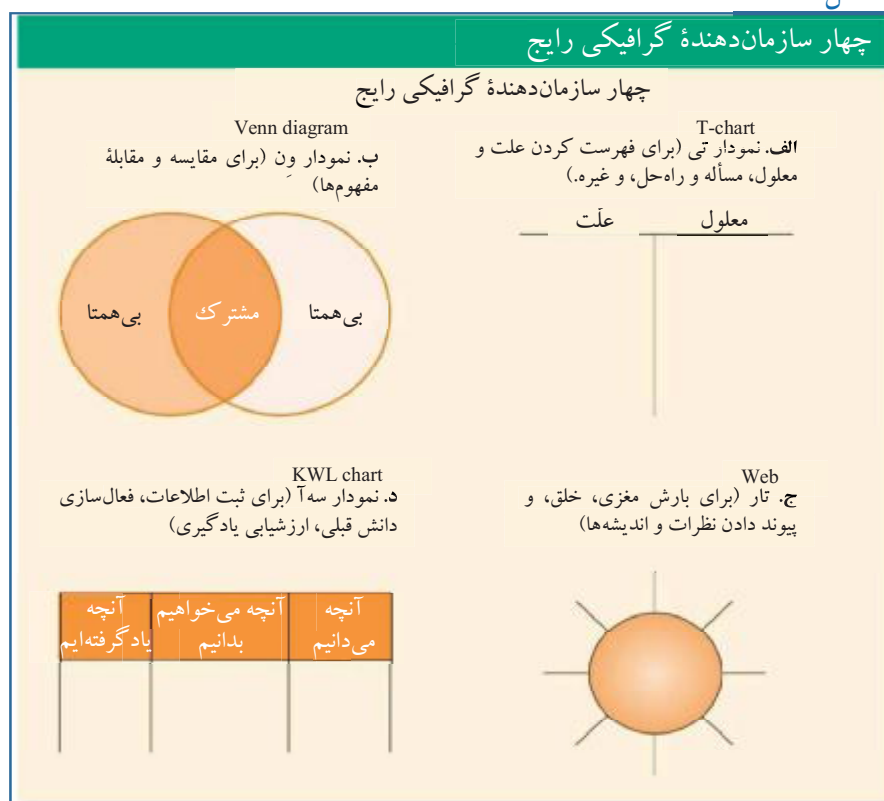 چهار سازمان‌دهندهٔ گرافیکی رایج
چهار سازمان‌دهندهٔ گرافیکی رایج
T-chart
الف. نمودار تی (برای فهرست کردن علت و
معلول، مسأله و راه‌حل، و غیره.)
معلول
علّت
Venn diagram
ب. نمودار وِن (برای مقایسه و مقابلهٔ
مفهوم‌ها)
بی‌همتا
مشترک
بی‌همتا
Web
ج. تار (برای بارش مغزی، خلق، و
پیوند دادن نظرات و اندیشه‌ها)
KWL chart
د. نمودار سه‌آ (برای ثبت اطلاعات، فعال‌سازی
دانش قبلی، ارزشیابی یادگیری)
آنچه
می‌دانیم
آنچه می‌خواهیم
بدانیم
آنچه
یادگرفته‌ایم